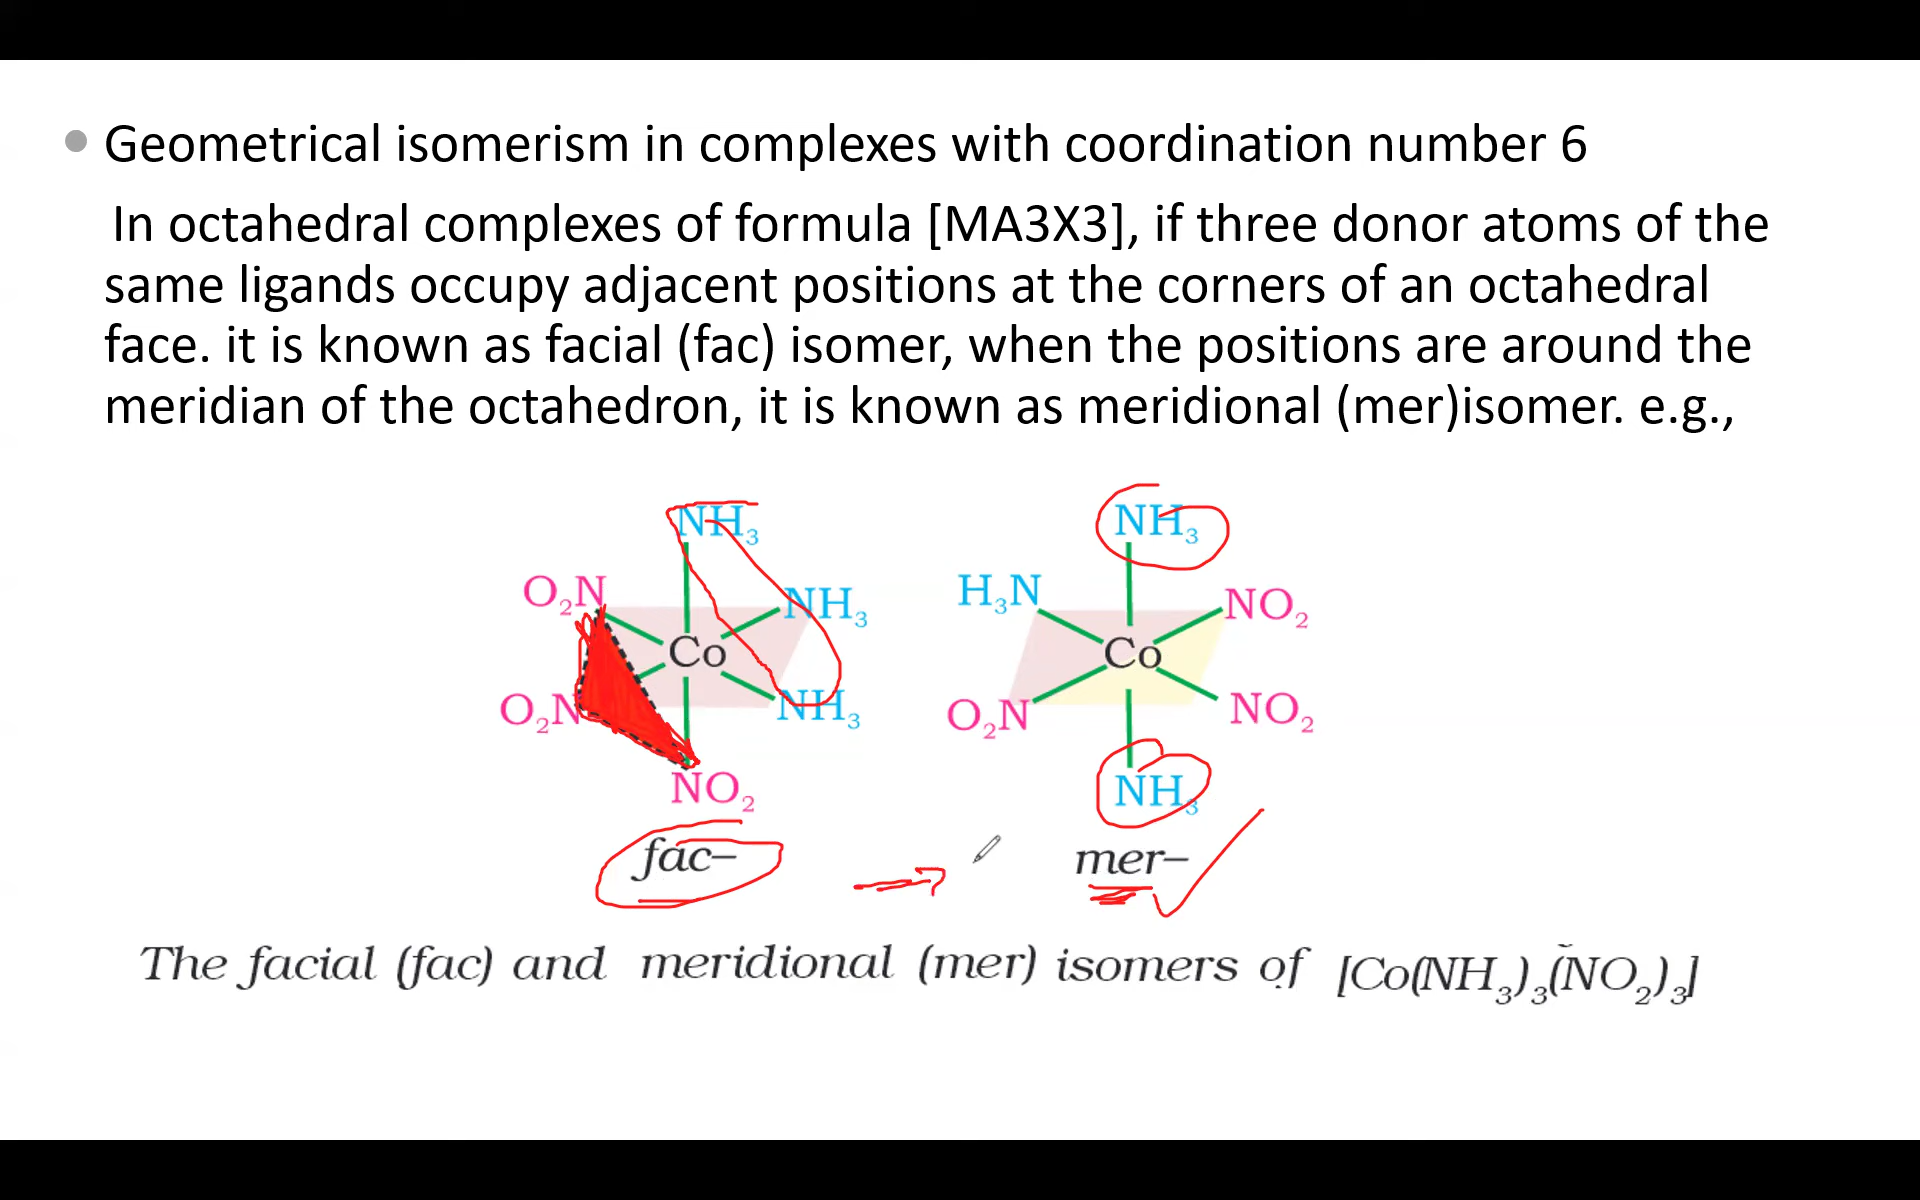 Geometrical isomerism in complexes with coordination number 6
In octahedral complexes of formula [MA3X3], if three donor atoms of the
same ligands occupy adjacent positions at the corners of an octahedral
face. it is known as facial (fac) isomer, when the positions are around the
meridian of the octahedron, it is known as meridional (mer)isomer. e.g.,
NH₃
NH₃
O₂N
NH₃
H₃N
NO₂
Co
Co
O₂N
NH₃
O₂N
NO₂
NO₂
NH₃
fac–
mer–
The facial (fac) and meridional (mer) isomers of [Co(NH₃)₃(NO₂)₃]